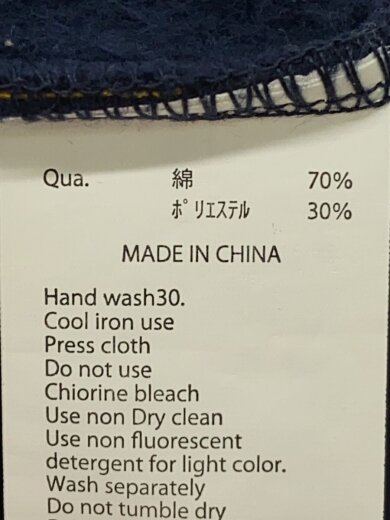 Qua. 綿 70%
ﾎﾟﾘｴｽﾃﾙ 30%
MADE IN CHINA
Hand wash30.
Cool iron use
Press cloth
Do not use
Chiorine bleach
Use non Dry clean
Use non fluorescent
detergent for light color.
Wash separately
Do not tumble dry